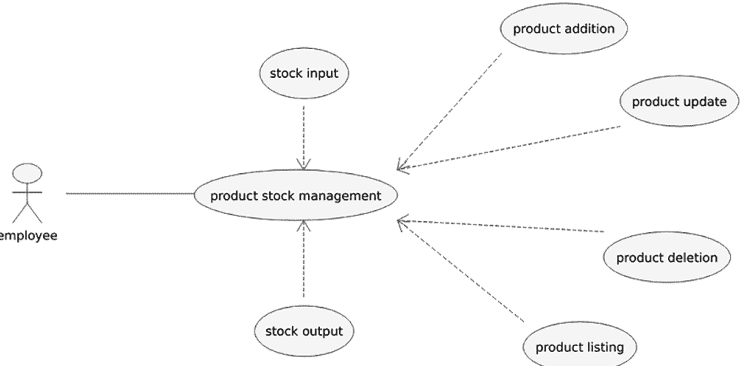 product addition
stock input
product update
product stock management
employee
product deletion
stock output
product listing